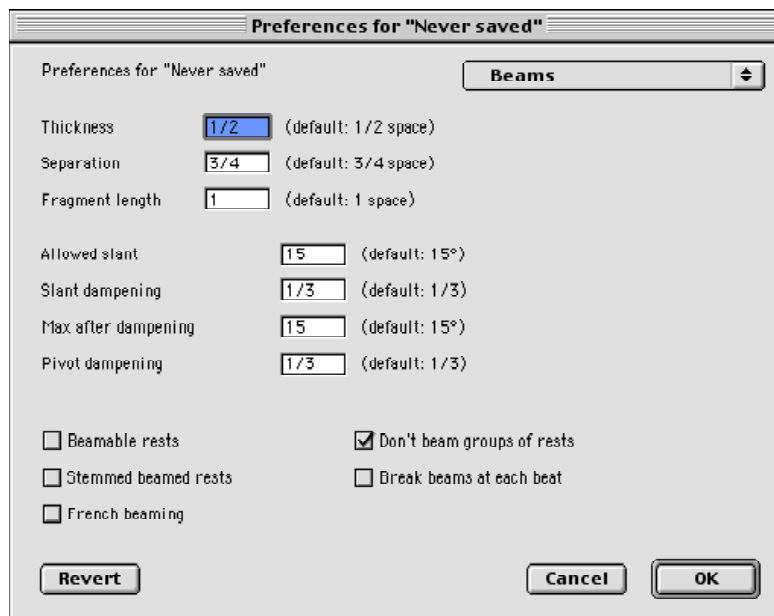 Preferences for "Never saved"
Preferences for "Never saved" Beams
Thickness 1/2 (default: 1/2 space)
Separation 3/4 (default: 3/4 space)
Fragment length 1 (default: 1 space)
Allowed slant 15 (default: 15°)
Slant dampening 1/3 (default: 1/3)
Max after dampening 15 (default: 15°)
Pivot dampening 1/3 (default: 1/3)
Beamable rests Don't beam groups of rests
Stemmed beamed rests Break beams at each beat
French beaming
Revert Cancel OK